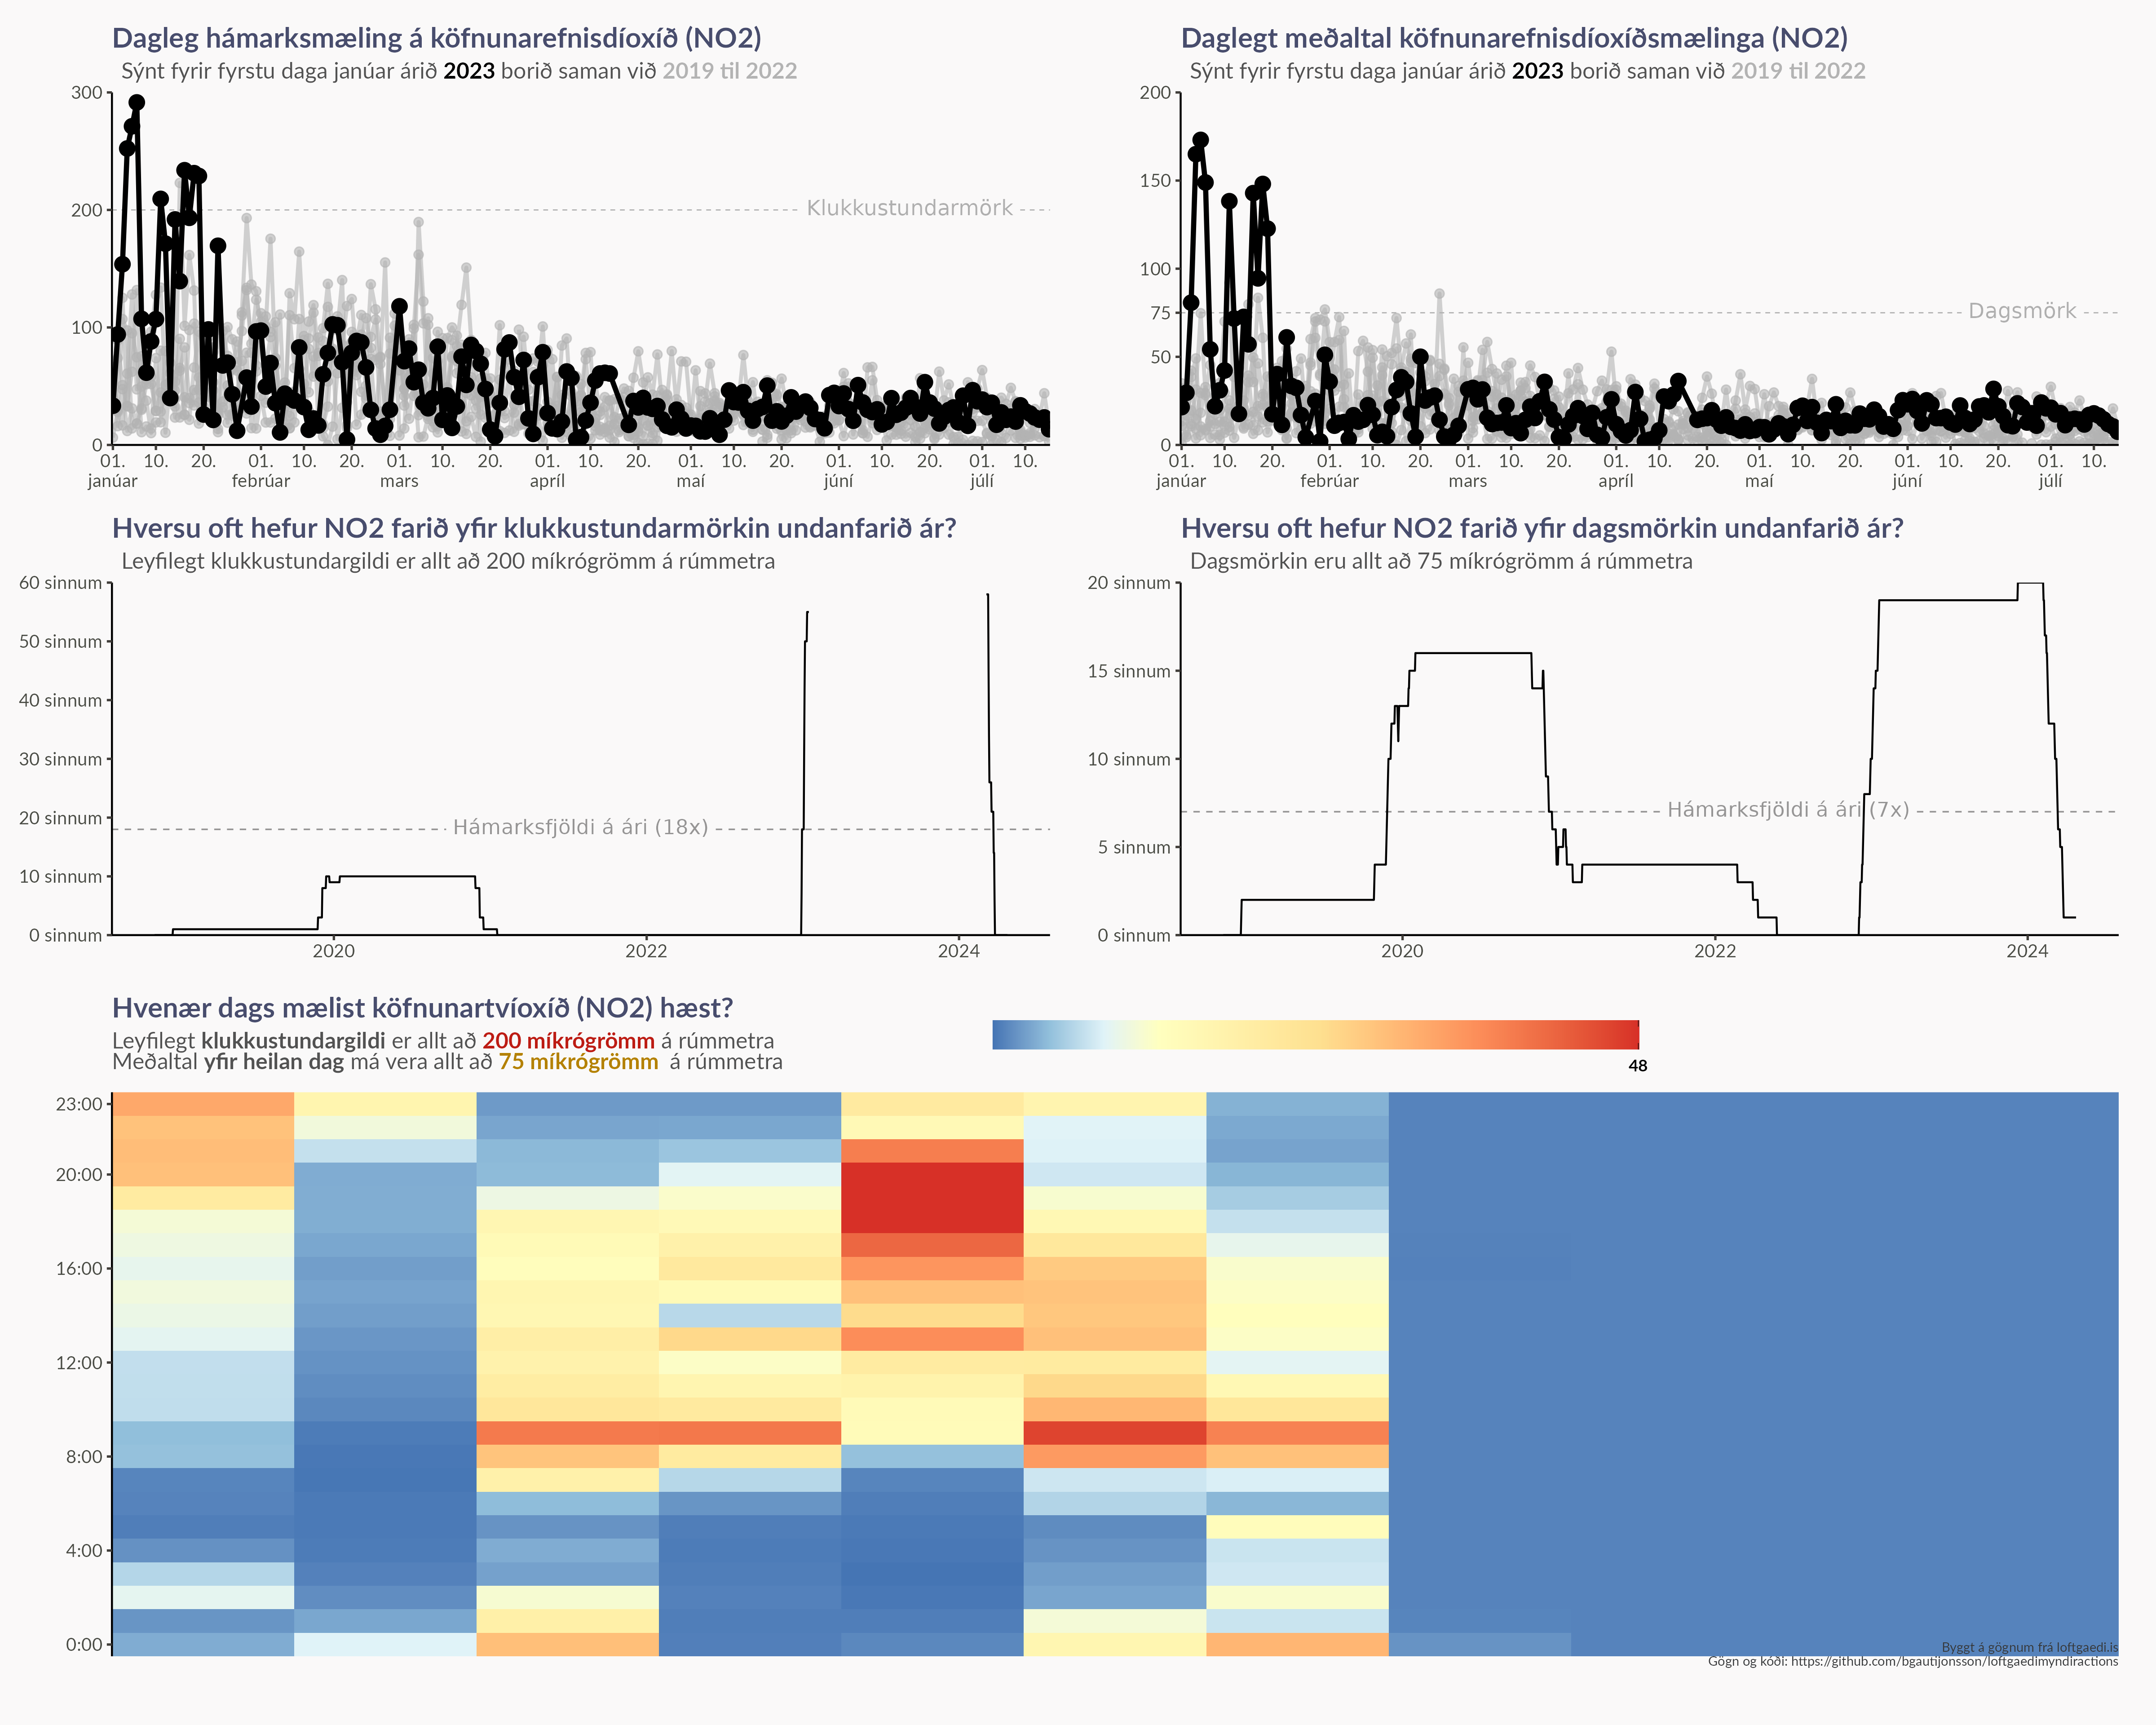 Dagleg hámarksmæling á köfnunarefnisdíoxíð (NO2)
Sýnt fyrir fyrstu daga janúar árið 2023 borið saman við 2019 til 2022
300
200
100
0
Klukkustundarmörk
01. 10. 20. 01. 10. 20. 01. 10. 20. 01. 10. 20. 01. 10. 20. 01. 10. 20. 01. 10.
janúar febrúar mars apríl maí júní júlí
Daglegt meðaltal köfnunarefnisdíoxíðsmælinga (NO2)
Sýnt fyrir fyrstu daga janúar árið 2023 borið saman við 2019 til 2022
200
150
100
75
50
0
Dagsmörk
01. 10. 20. 01. 10. 20. 01. 10. 20. 01. 10. 20. 01. 10. 20. 01. 10. 20. 01. 10.
janúar febrúar mars apríl maí júní júlí
Hversu oft hefur NO2 farið yfir klukkustundarmörkin undanfarið ár?
Leyfilegt klukkustundargildi er allt að 200 míkrógrömm á rúmmetra
60 sinnum
50 sinnum
40 sinnum
30 sinnum
20 sinnum
10 sinnum
0 sinnum
Hámarksfjöldi á ári (18x)
2020 2022 2024
Hversu oft hefur NO2 farið yfir dagsmörkin undanfarið ár?
Dagsmörkin eru allt að 75 míkrógrömm á rúmmetra
20 sinnum
15 sinnum
10 sinnum
5 sinnum
0 sinnum
Hámarksfjöldi á ári (7x)
2020 2022 2024
Hvenær dags mælist köfnunartvíoxíð (NO2) hæst?
Leyfilegt klukkustundargildi er allt að 200 míkrógrömm á rúmmetra
Meðaltal yfir heilan dag má vera allt að 75 míkrógrömm á rúmmetra
48
23:00
20:00
16:00
12:00
8:00
4:00
0:00
Byggt á gögnum frá loftgaedi.is
Gögn og kóði: https://github.com/bgautijonsson/loftgaedimyndiractions